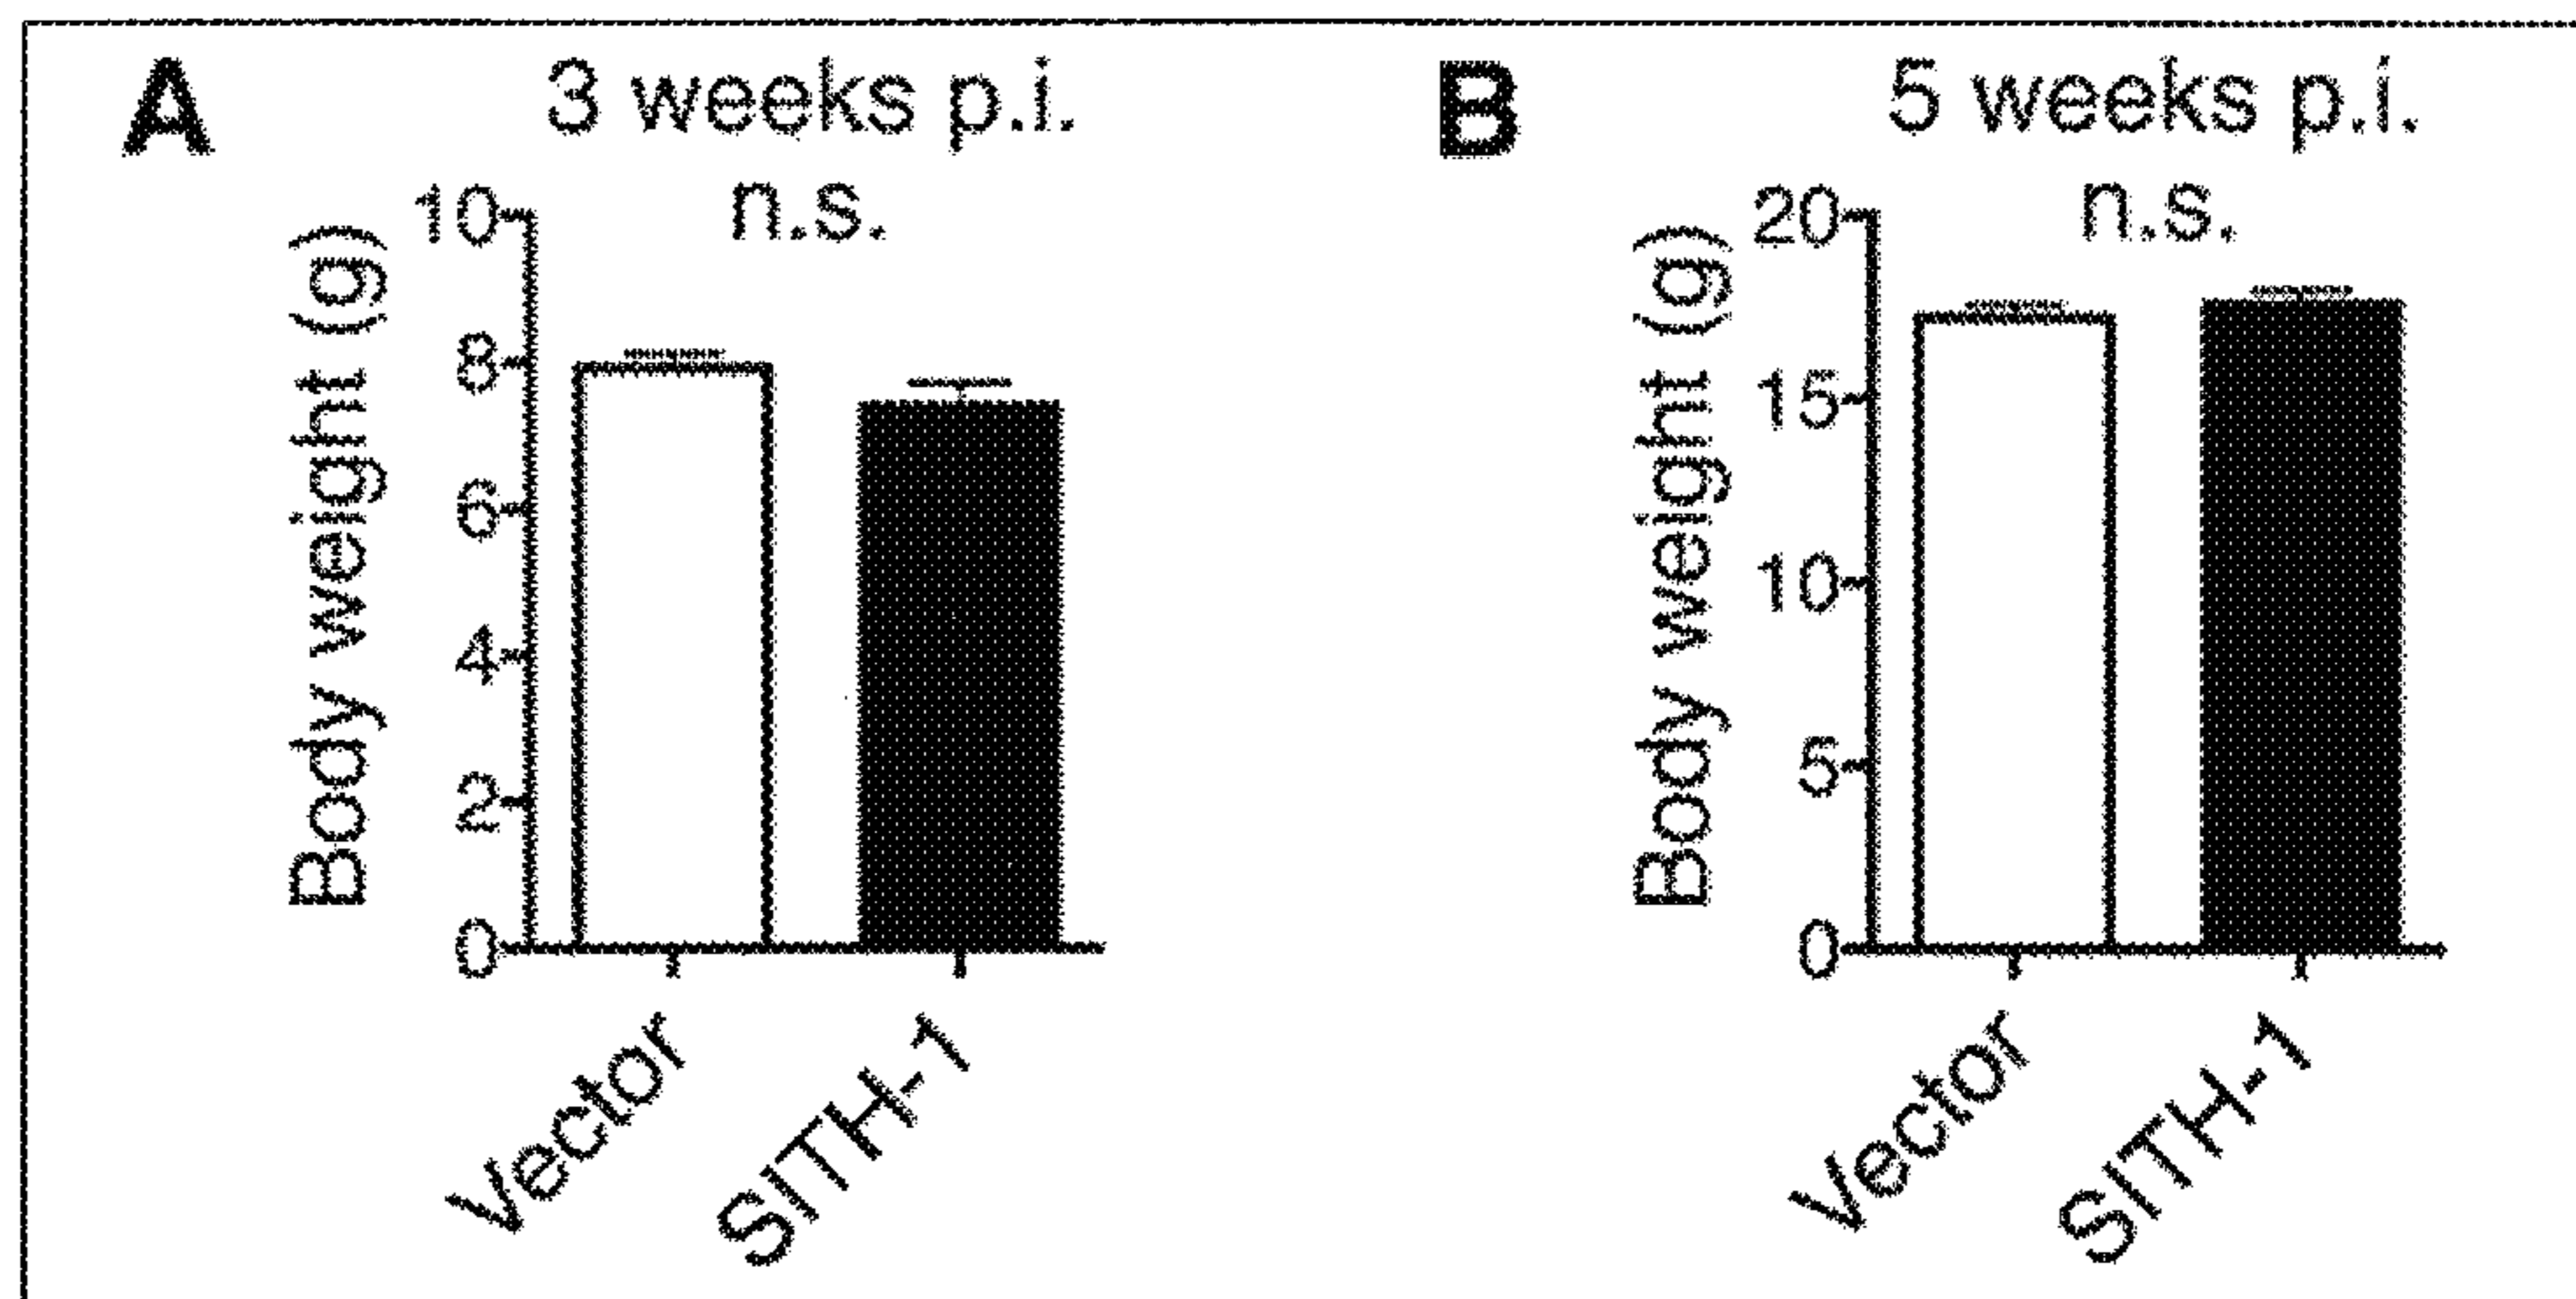 A
3 weeks p.i.
n.s.
Body weight (g)
10
8
6
4
2
0
Vector
SITH-1
B
5 weeks p.i.
n.s.
Body weight (g)
20
15
10
5
0
Vector
SITH-1